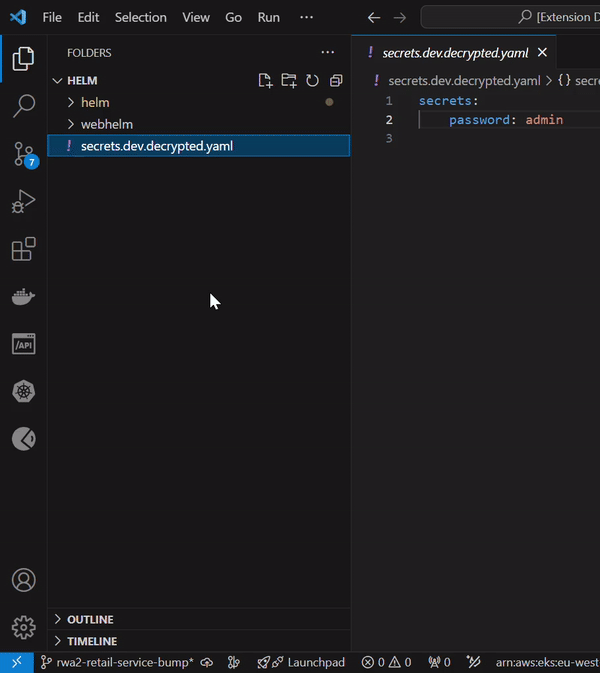 File Edit Selection View Go Run ··· [Extension D
FOLDERS ···
secrets.dev.decrypted.yaml
HELM
helm
webhelm
! secrets.dev.decrypted.yaml
! secrets.dev.decrypted.yaml > {} secre
1 secrets:
2 password: admin
3
7
/API
OUTLINE
TIMELINE
rwa2-retail-service-bump* Launchpad 0 0 0 arn:aws:eks:eu-west